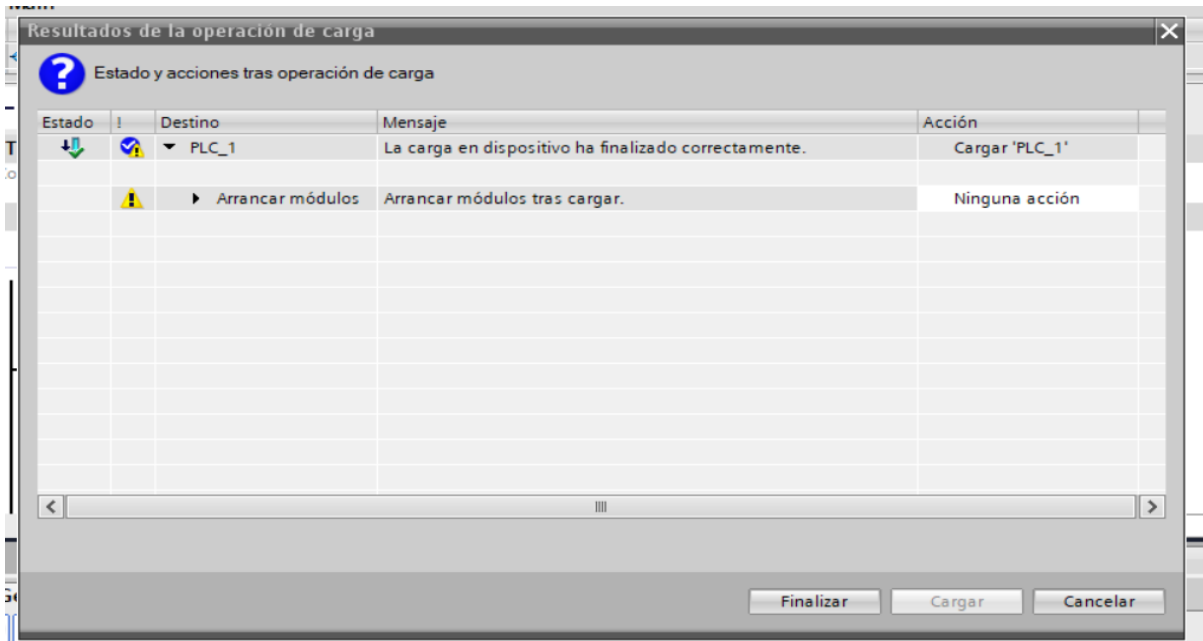 Resultados de la operación de carga
Estado y acciones tras operación de carga
Estado ! Destino Mensaje Acción
PLC_1 La carga en dispositivo ha finalizado correctamente. Cargar 'PLC_1'
Arrancar módulos Arrancar módulos tras cargar. Ninguna acción
Finalizar Cargar Cancelar